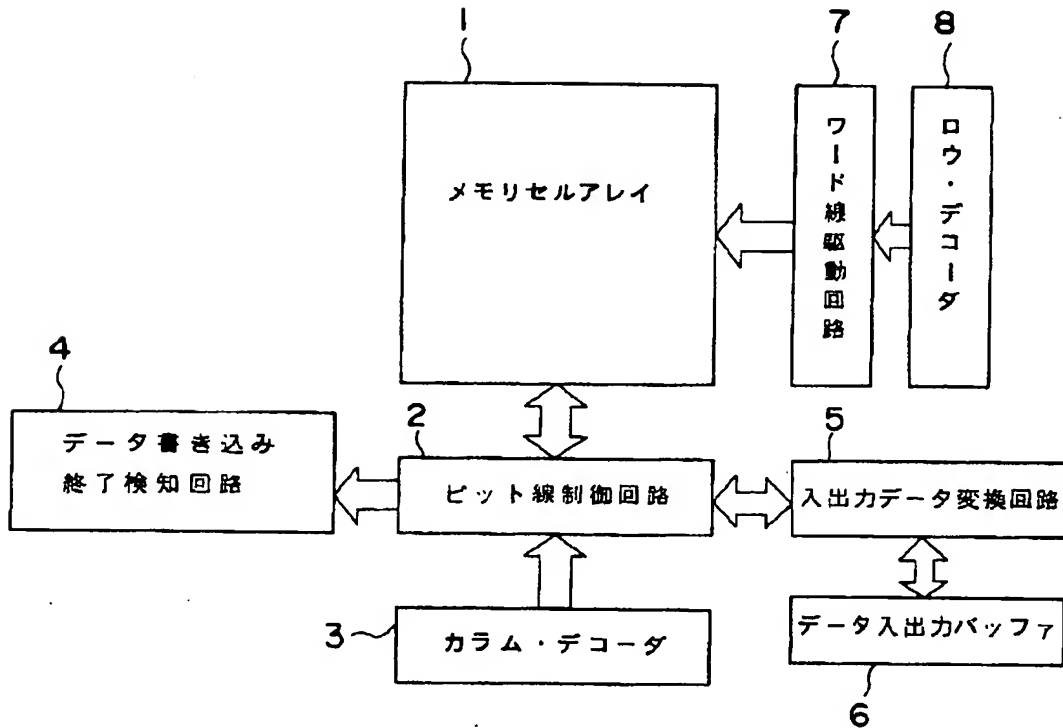 1
7
8
メモリセルアレイ
ワード線駆動回路
ロウ・デコーダ
4
データ書き込み
終了検知回路
2
ビット線制御回路
5
入出力データ変換回路
3
カラム・デコーダ
データ入出力バッファ
6